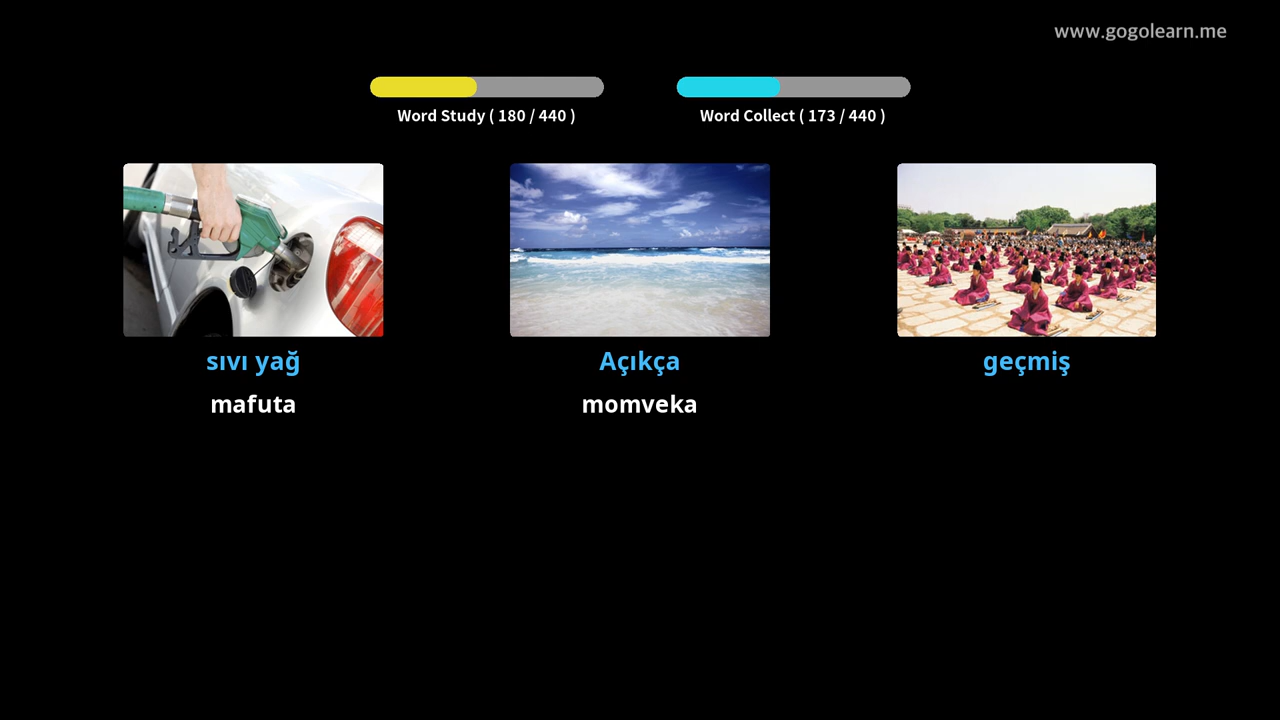 www.gogolearn.me
Word Study ( 180 / 440 )
Word Collect ( 173 / 440 )
sıvı yağ
Açıkça
geçmiş
mafuta
momveka